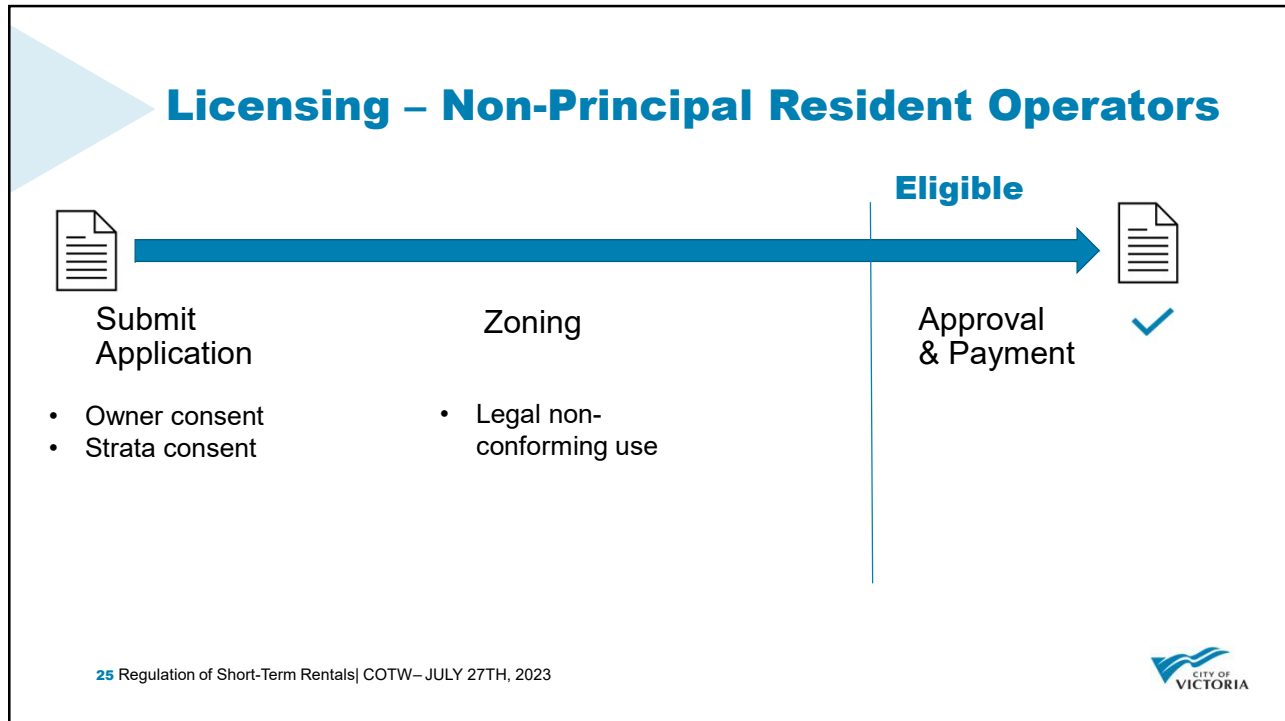 Licensing – Non-Principal Resident Operators
Eligible
Submit
Application
• Owner consent
• Strata consent
Zoning
• Legal non-
conforming use
Approval
& Payment
25 Regulation of Short-Term Rentals| COTW– JULY 27TH, 2023
CITY OF
VICTORIA